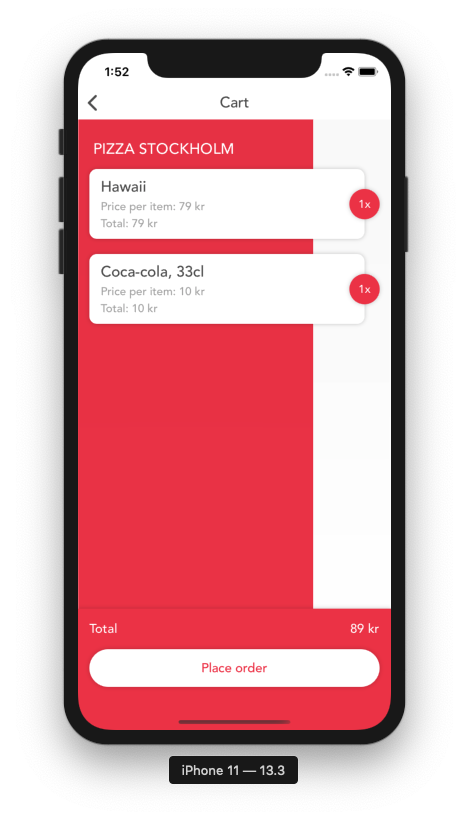 1:52
Cart
PIZZA STOCKHOLM
Hawaii
Price per item: 79 kr
Total: 79 kr
1x
Coca-cola, 33cl
Price per item: 10 kr
Total: 10 kr
1x
Total 89 kr
Place order
iPhone 11 — 13.3